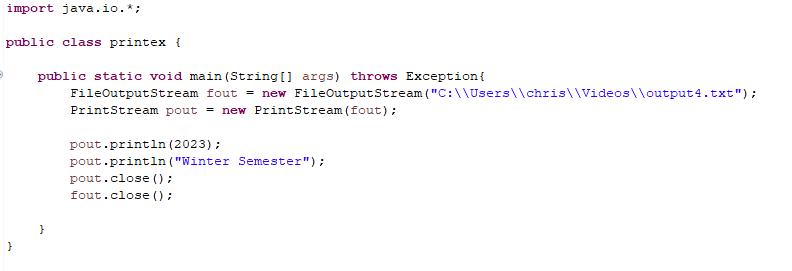 import java.io.*;
public class printex {
public static void main(String[] args) throws Exception{
FileOutputStream fout = new FileOutputStream("C:\\Users\\chris\\Videos\\output4.txt");
PrintStream pout = new PrintStream(fout);
pout.println(2023);
pout.println("Winter Semester");
pout.close();
fout.close();
}
}